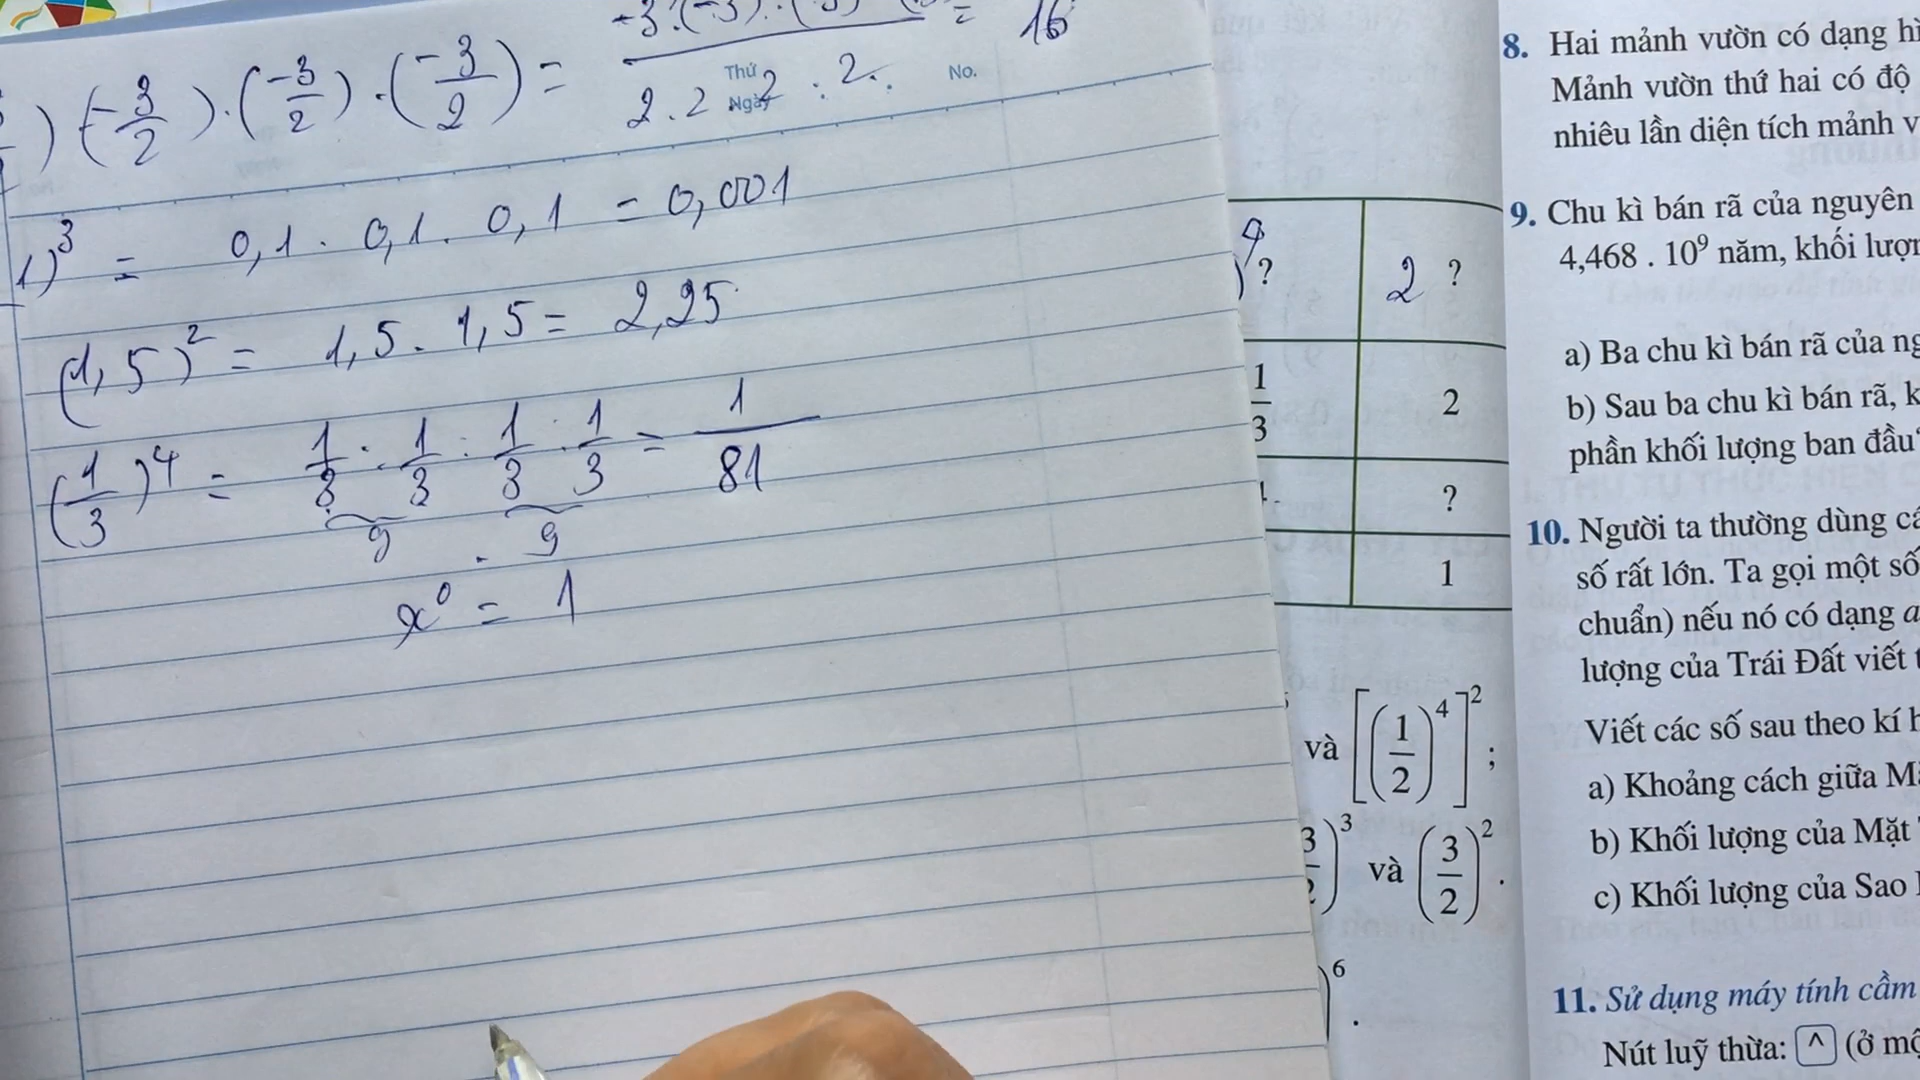 ) (-3/2) . (-3/2) . (-3/2) = / 2 . 2 . 2 : 2 . = 16
Thứ
Ngày
No.
1)³ = 0,1 . 0,1 . 0,1 = 0,001
(1,5)² = 1,5 . 1,5 = 2,25
(1/3)⁴ = 1/3 . 1/3 . 1/3 . 1/3 = 1/81
9 . 9
x⁰ = 1
)⁴ ? 2 ?
1/3 2
?
1
và [(1/2)⁴]² ;
3/2)³ và (3/2)² .
)⁶ .
8. Hai mảnh vườn có dạng
Mảnh vườn thứ hai có độ
nhiêu lần diện tích mảnh
9. Chu kì bán rã của nguyên
4,468 . 10⁹ năm, khối
a) Ba chu kì bán rã của
b) Sau ba chu kì bán rã,
phần khối lượng ban đầu
10. Người ta thường dùng
số rất lớn. Ta gọi một số
chuẩn) nếu nó có dạng a
lượng của Trái Đất viết
Viết các số sau theo kí
a) Khoảng cách giữa
b) Khối lượng của Mặt
c) Khối lượng của Sao
11. Sử dụng máy tính cầm
Nút luỹ thừa: ^ (ở